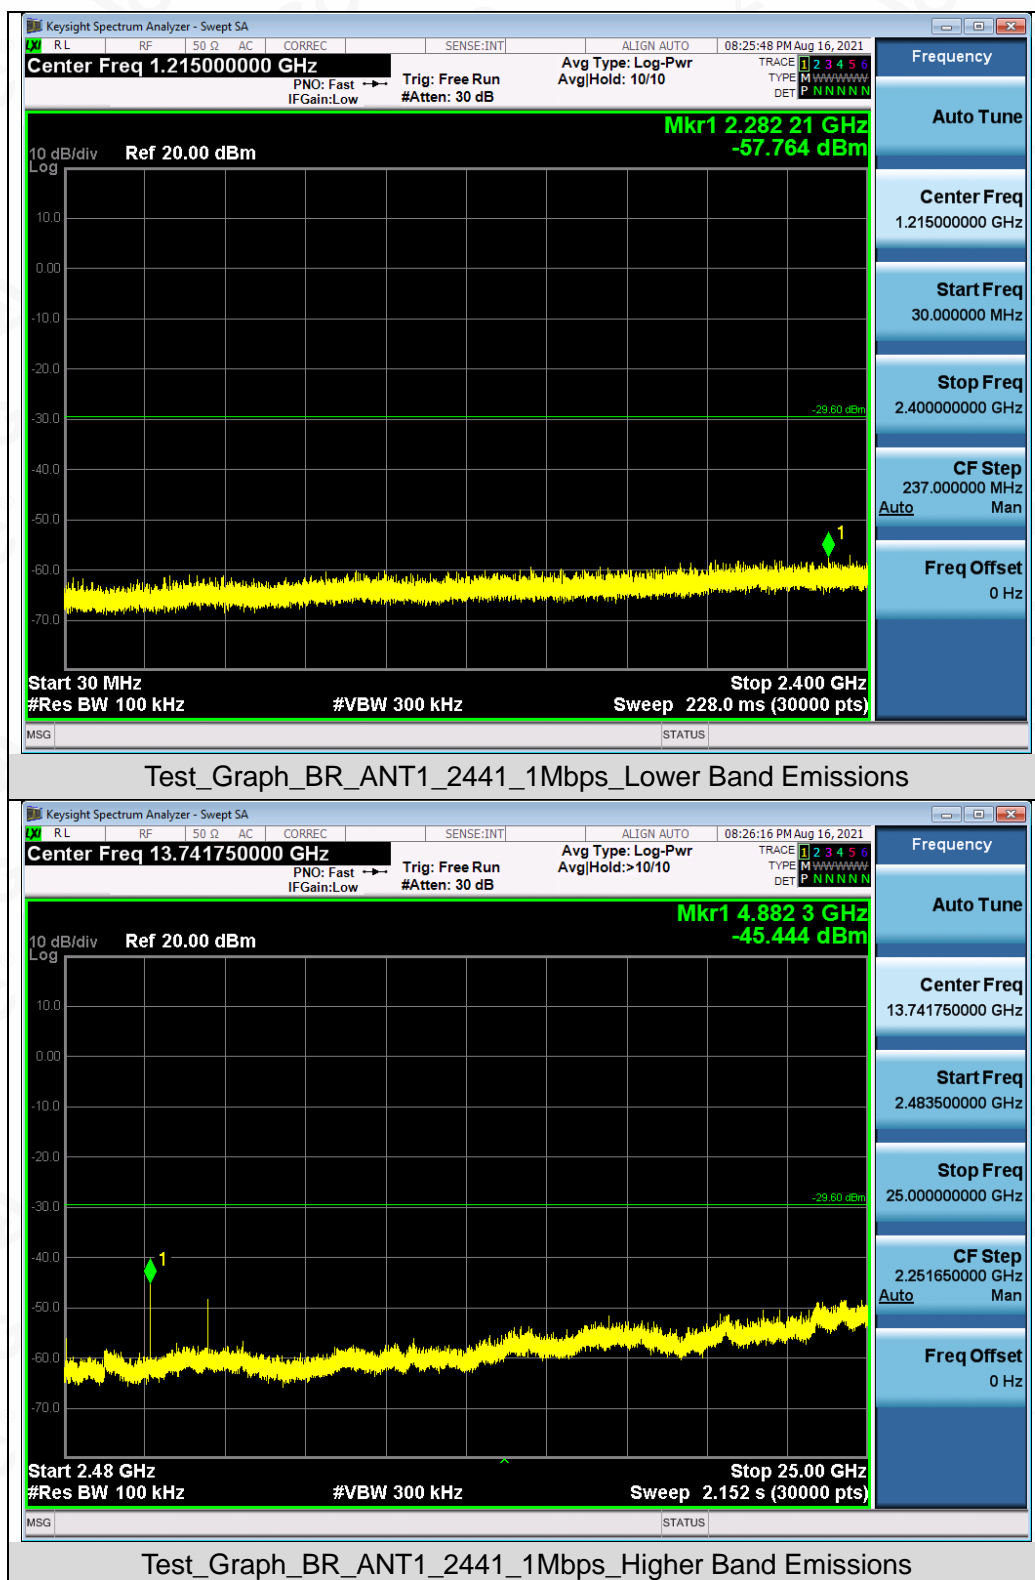 Keysight Spectrum Analyzer - Swept SA
LXI RL RF 50 Ω AC CORREC SENSE:INT ALIGN AUTO 08:25:48 PM Aug 16, 2021
Center Freq 1.215000000 GHz
PNO: Fast
IFGain:Low
Trig: Free Run
#Atten: 30 dB
Avg Type: Log-Pwr
Avg|Hold: 10/10
TRACE 1 2 3 4 5 6
TYPE M WWWWW
DET P N N N N N
Mkr1 2.282 21 GHz
-57.764 dBm
10 dB/div
Log
Ref 20.00 dBm
10.0
0.00
-10.0
-20.0
-30.0
-29.60 dBm
-40.0
-50.0
1
-60.0
-70.0
Start 30 MHz
Stop 2.400 GHz
#Res BW 100 kHz
#VBW 300 kHz
Sweep 228.0 ms (30000 pts)
MSG
STATUS
Frequency
Auto Tune
Center Freq
1.215000000 GHz
Start Freq
30.000000 MHz
Stop Freq
2.400000000 GHz
CF Step
237.000000 MHz
Auto Man
Freq Offset
0 Hz
Test_Graph_BR_ANT1_2441_1Mbps_Lower Band Emissions
Keysight Spectrum Analyzer - Swept SA
LXI RL RF 50 Ω AC CORREC SENSE:INT ALIGN AUTO 08:26:16 PM Aug 16, 2021
Center Freq 13.741750000 GHz
PNO: Fast
IFGain:Low
Trig: Free Run
#Atten: 30 dB
Avg Type: Log-Pwr
Avg|Hold:>10/10
TRACE 1 2 3 4 5 6
TYPE M WWWWW
DET P N N N N N
Mkr1 4.882 3 GHz
-45.444 dBm
10 dB/div
Log
Ref 20.00 dBm
10.0
0.00
-10.0
-20.0
-30.0
-29.60 dBm
-40.0
1
-50.0
-60.0
-70.0
Start 2.48 GHz
Stop 25.00 GHz
#Res BW 100 kHz
#VBW 300 kHz
Sweep 2.152 s (30000 pts)
MSG
STATUS
Frequency
Auto Tune
Center Freq
13.741750000 GHz
Start Freq
2.483500000 GHz
Stop Freq
25.000000000 GHz
CF Step
2.251650000 GHz
Auto Man
Freq Offset
0 Hz
Test_Graph_BR_ANT1_2441_1Mbps_Higher Band Emissions